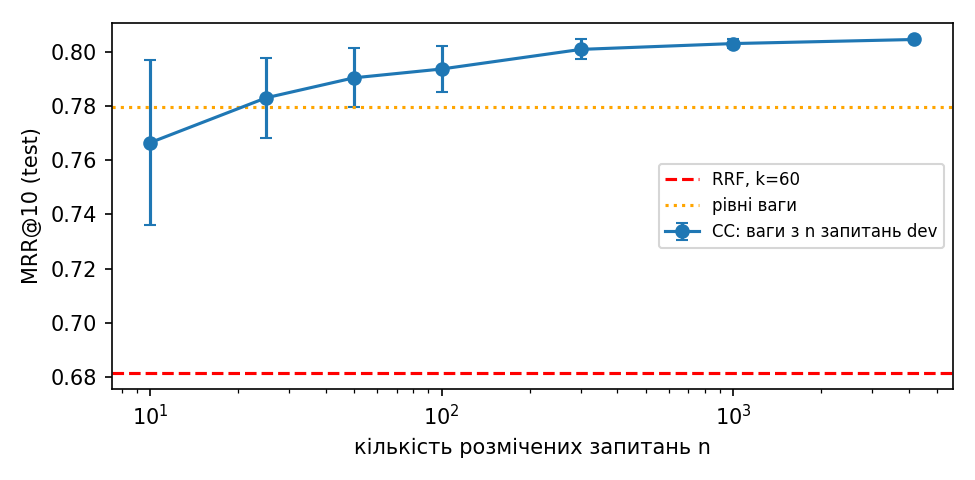 0.80
0.78
0.76
0.74
0.72
0.70
0.68
MRR@10 (test)
RRF, k=60
рівні ваги
CC: ваги з n запитань dev
10¹
10²
10³
кількість розмічених запитань n